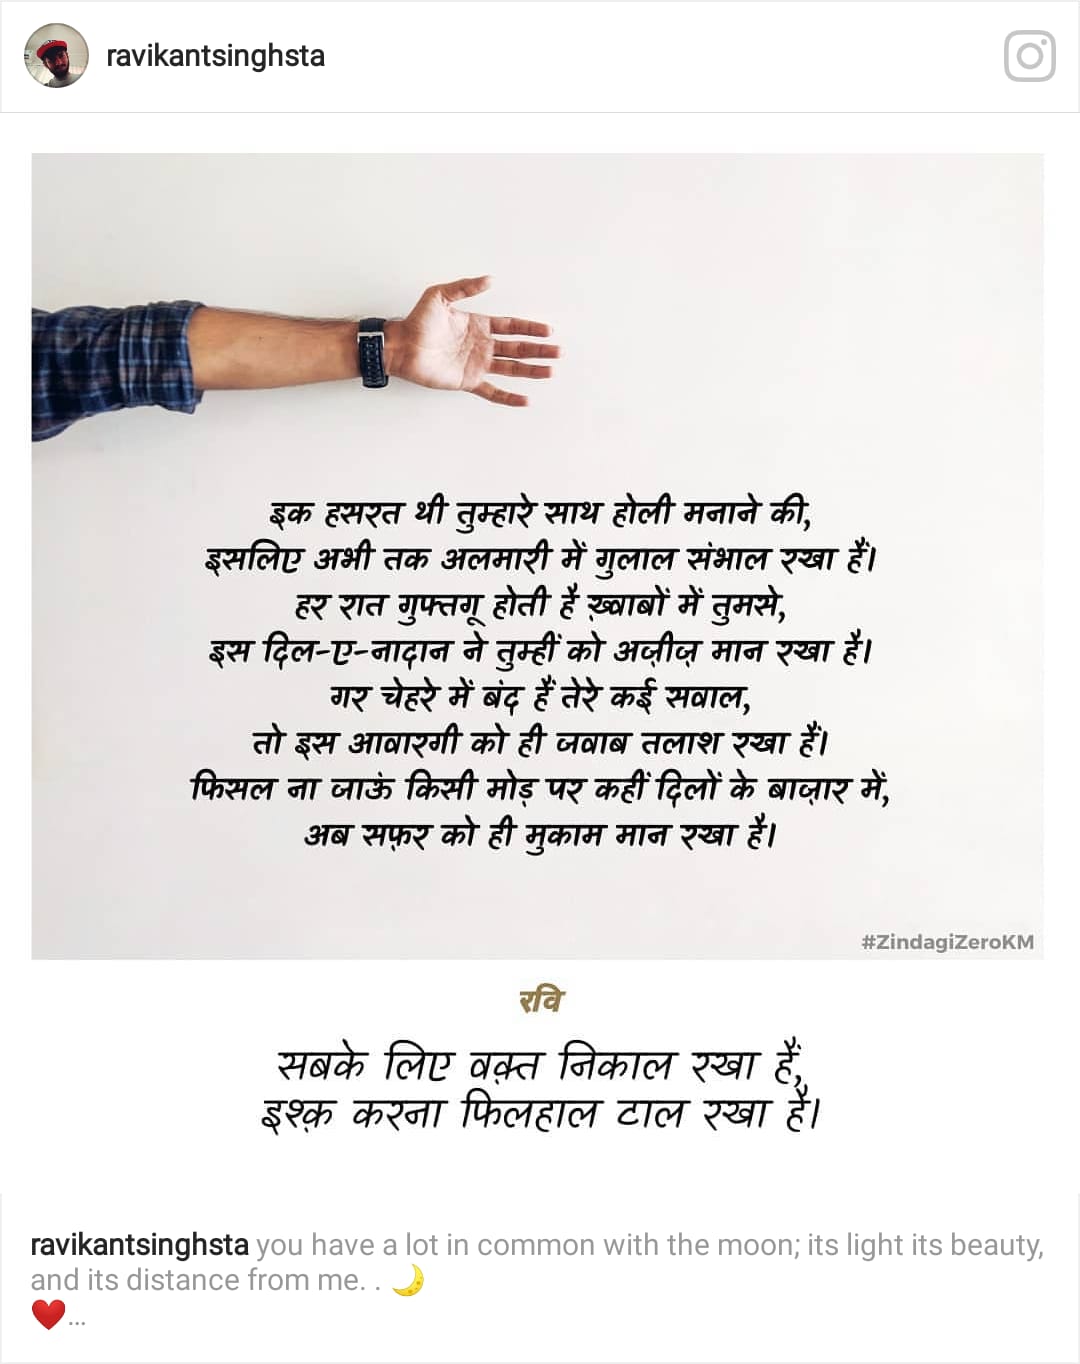 ravikantsinghsta
इक हसरत थी तुम्हारे साथ होली मनाने की,
इसलिए अभी तक अलमारी में गुलाल संभाल रखा हैं।
हर रात गुफ्तगू होती है ख़्वाबों में तुमसे,
इस दिल-ए-नादान ने तुम्हीं को अज़ीज़ मान रखा है।
गर चेहरे में बंद हैं तेरे कई सवाल,
तो इस आवारगी को ही जवाब तलाश रखा हैं।
फिसल ना जाऊं किसी मोड़ पर कहीं दिलों के बाज़ार में,
अब सफ़र को ही मुकाम मान रखा है।
#ZindagiZeroKM
रवि
सबके लिए वक़्त निकाल रखा हैं,
इश्क़ करना फिलहाल टाल रखा है।
ravikantsinghsta you have a lot in common with the moon; its light its beauty,
and its distance from me. . 🌙
❤️...